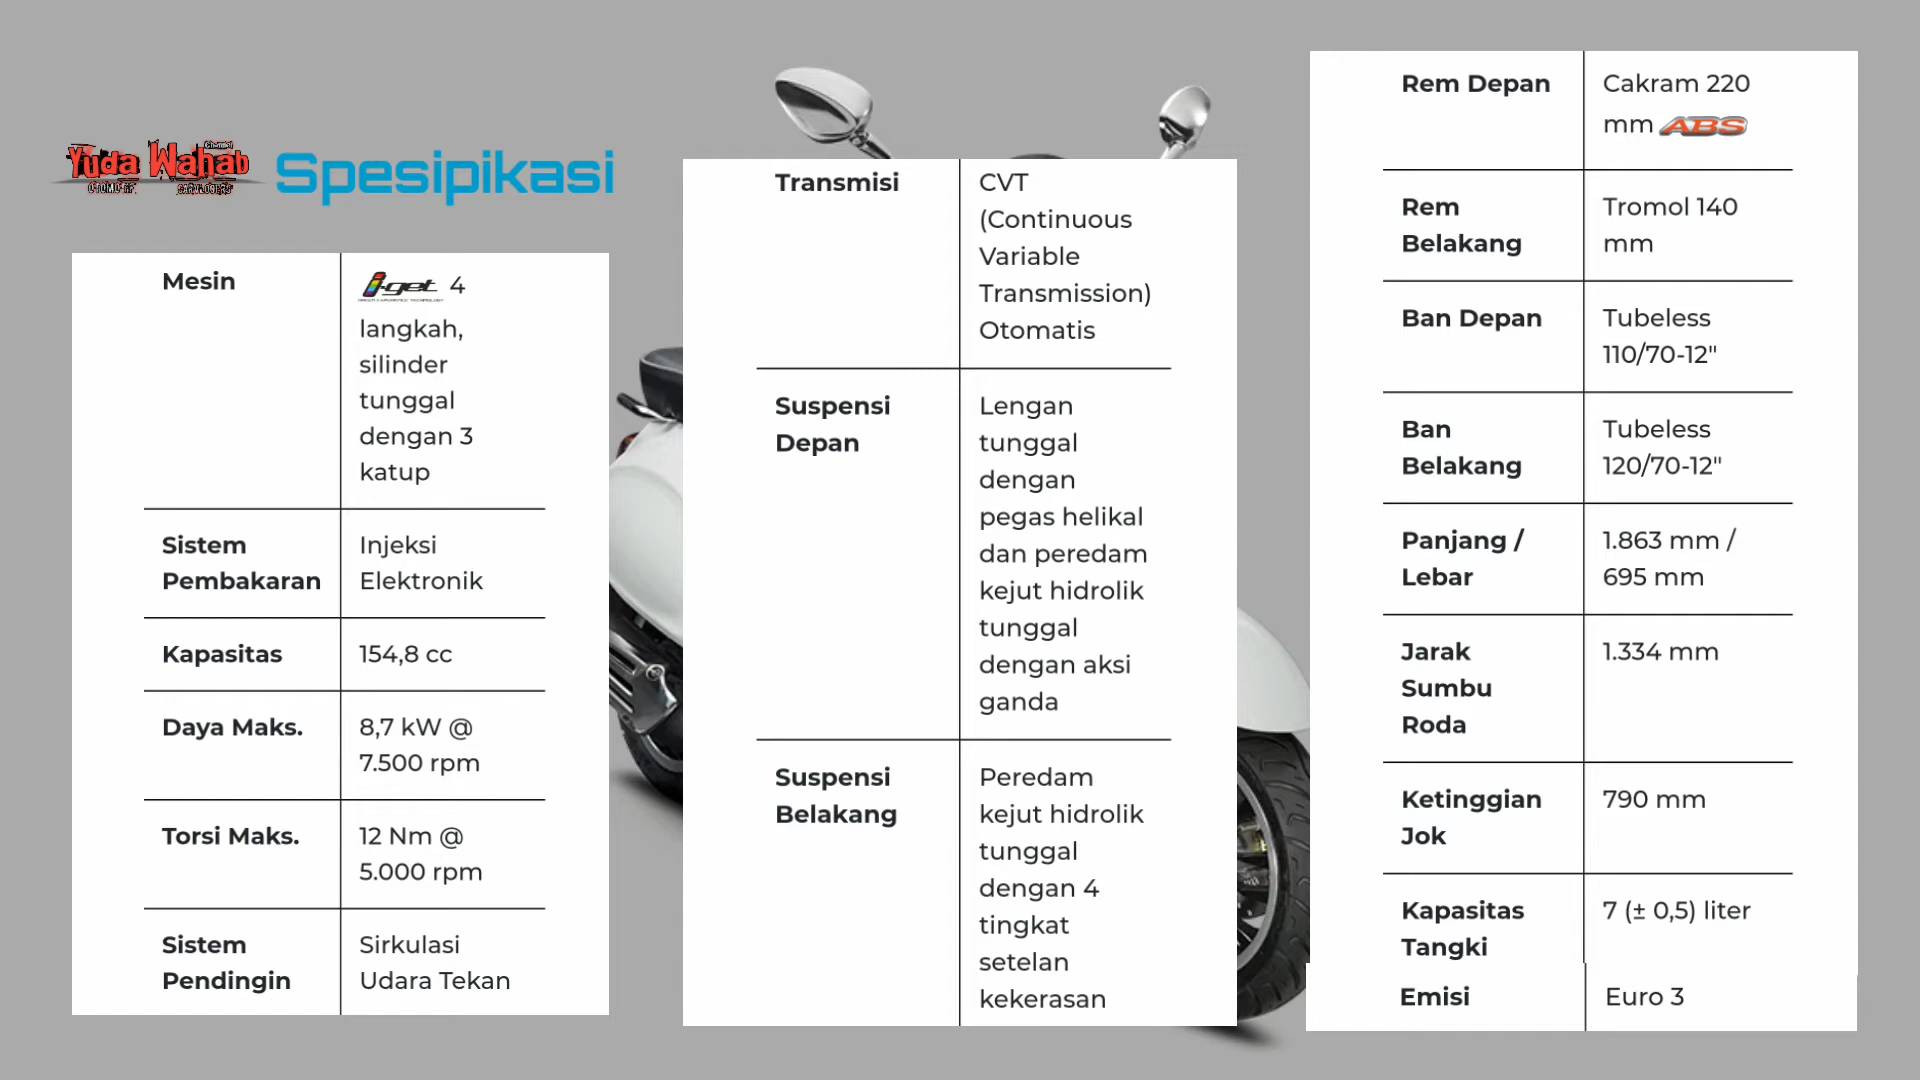 Channel
Yuda Wahab
OTOMOTIF
Spesipikasi
Mesin
i-get 4
langkah,
silinder
tunggal
dengan 3
katup
Sistem
Pembakaran
Injeksi
Elektronik
Kapasitas
154,8 cc
Daya Maks.
8,7 kW @
7.500 rpm
Torsi Maks.
12 Nm @
5.000 rpm
Sistem
Pendingin
Sirkulasi
Udara Tekan
Transmisi
CVT
(Continuous
Variable
Transmission)
Otomatis
Suspensi
Depan
Lengan
tunggal
dengan
pegas helikal
dan peredam
kejut hidrolik
tunggal
dengan aksi
ganda
Suspensi
Belakang
Peredam
kejut hidrolik
tunggal
dengan 4
tingkat
setelan
kekerasan
Rem Depan
Cakram 220
mm ABS
Rem
Belakang
Tromol 140
mm
Ban Depan
Tubeless
110/70-12"
Ban
Belakang
Tubeless
120/70-12"
Panjang /
Lebar
1.863 mm /
695 mm
Jarak
Sumbu
Roda
1.334 mm
Ketinggian
Jok
790 mm
Kapasitas
Tangki
7 (± 0,5) liter
Emisi
Euro 3